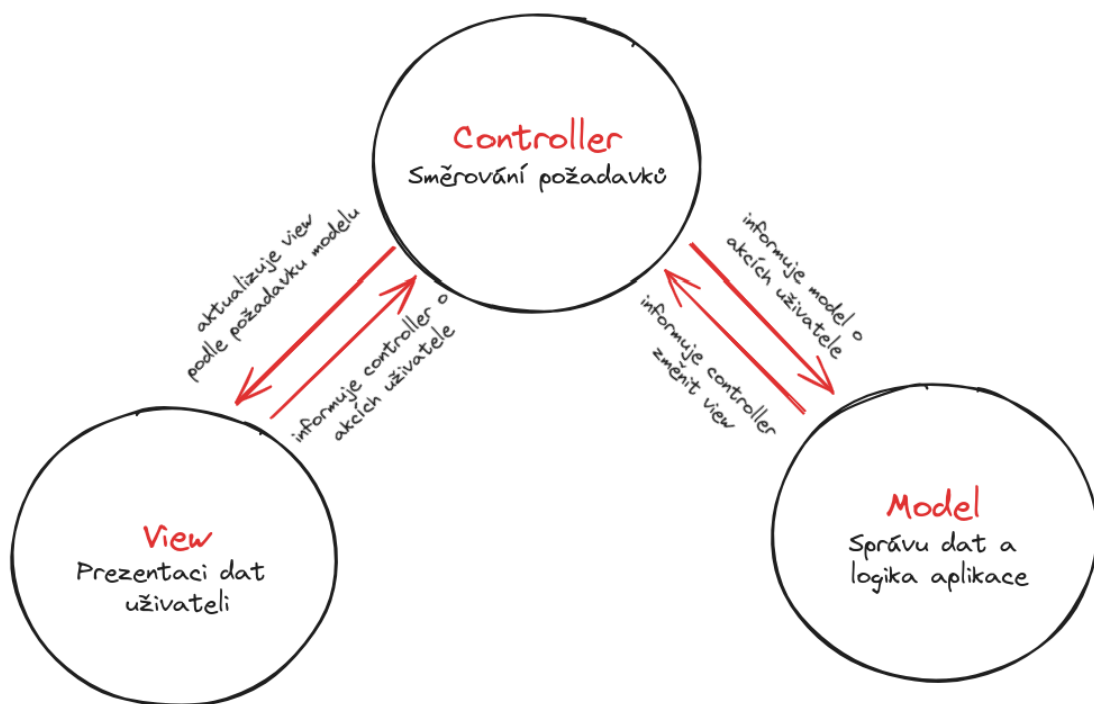 Controller
Směrování požadavků
aktualizuje view
podle požadavku modelu
informuje controller o
akcích uživatele
informuje model o
akcích uživatele
informuje controller
změnit view
View
Prezentaci dat
uživateli
Model
Správu dat a
logika aplikace